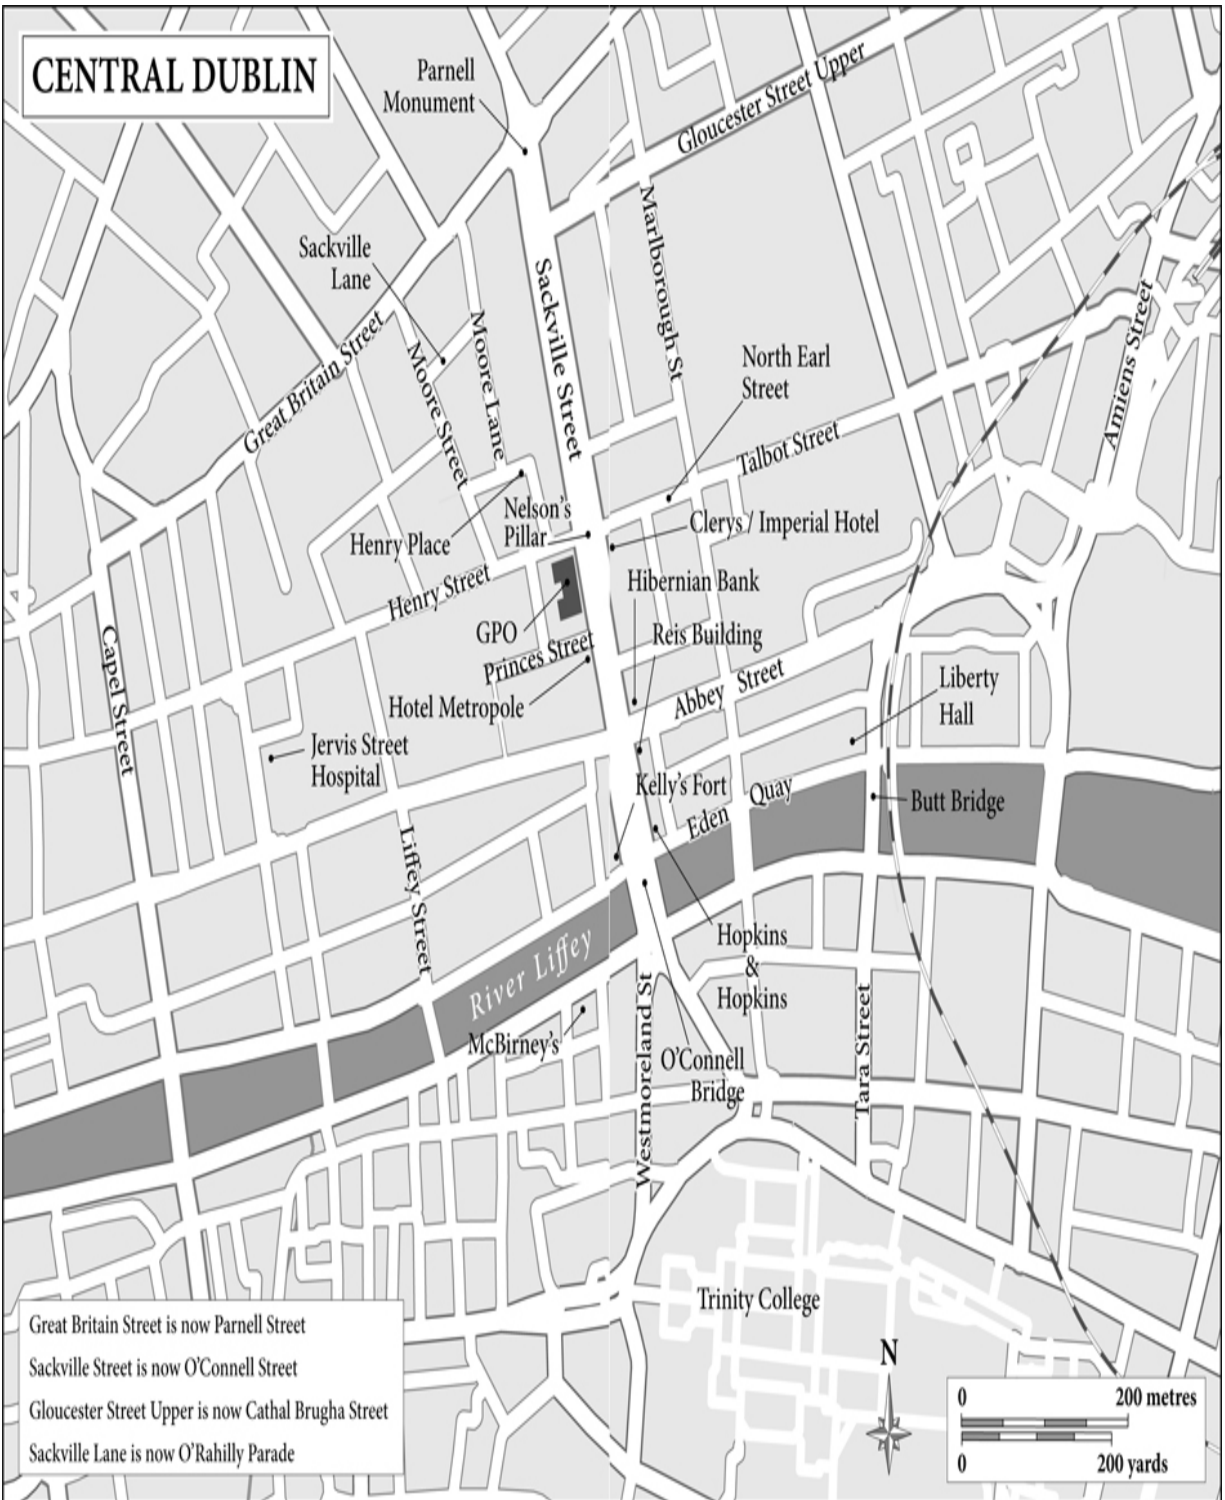 CENTRAL DUBLIN
Parnell
Monument
Gloucester Street Upper
Marlborough St
Sackville
Lane
Sackville Street
Amiens Street
Great Britain Street
Moore Street
Moore Lane
North Earl
Street
Talbot Street
Nelson's
Pillar
Clerys / Imperial Hotel
Henry Place
Henry Street
Hibernian Bank
GPO
Reis Building
Princes Street
Capel Street
Abbey Street
Liberty
Hall
Hotel Metropole
Jervis Street
Hospital
Kelly's Fort
Eden Quay
Butt Bridge
Liffey Street
River Liffey
Hopkins
&
Hopkins
McBirney's
Westmoreland St
O'Connell
Bridge
Tara Street
Trinity College
Great Britain Street is now Parnell Street
Sackville Street is now O'Connell Street
Gloucester Street Upper is now Cathal Brugha Street
Sackville Lane is now O'Rahilly Parade
N
0 200 metres
0 200 yards